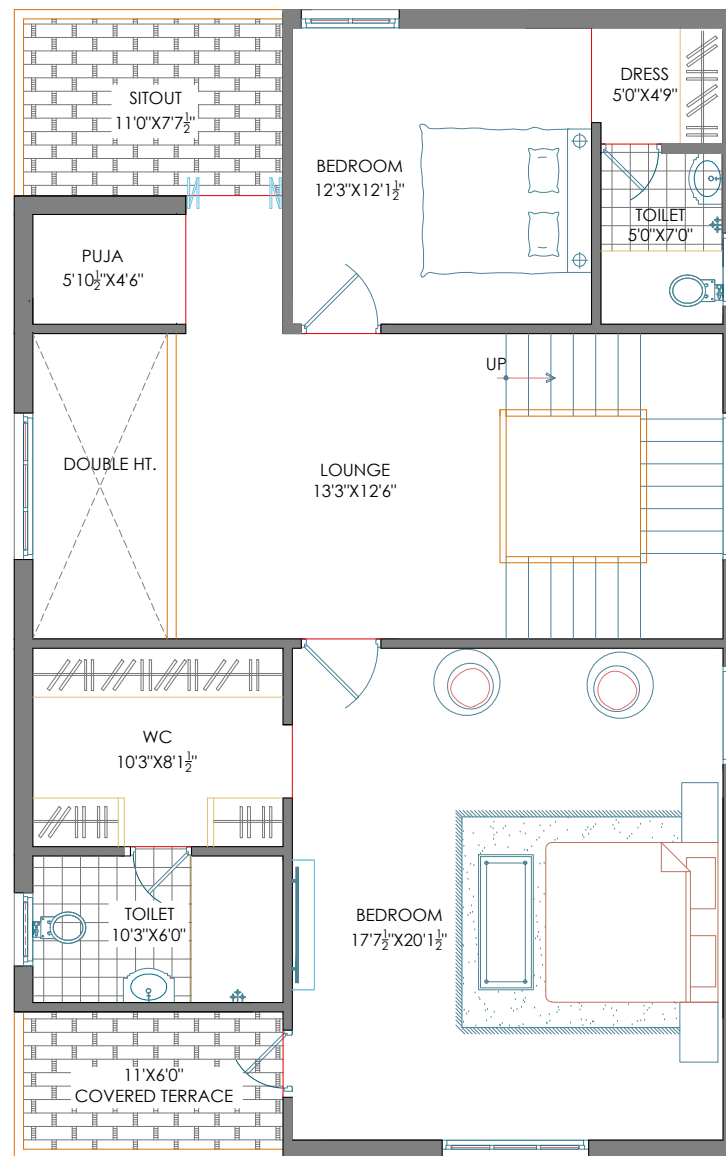 SITOUT
11'0"X7'7½"
DRESS
5'0"X4'9"
BEDROOM
12'3"X12'1½"
TOILET
5'0"X7'0"
PUJA
5'10½"X4'6"
UP
DOUBLE HT.
LOUNGE
13'3"X12'6"
WC
10'3"X8'1½"
TOILET
10'3"X6'0"
BEDROOM
17'7½"X20'1½"
11'X6'0"
COVERED TERRACE